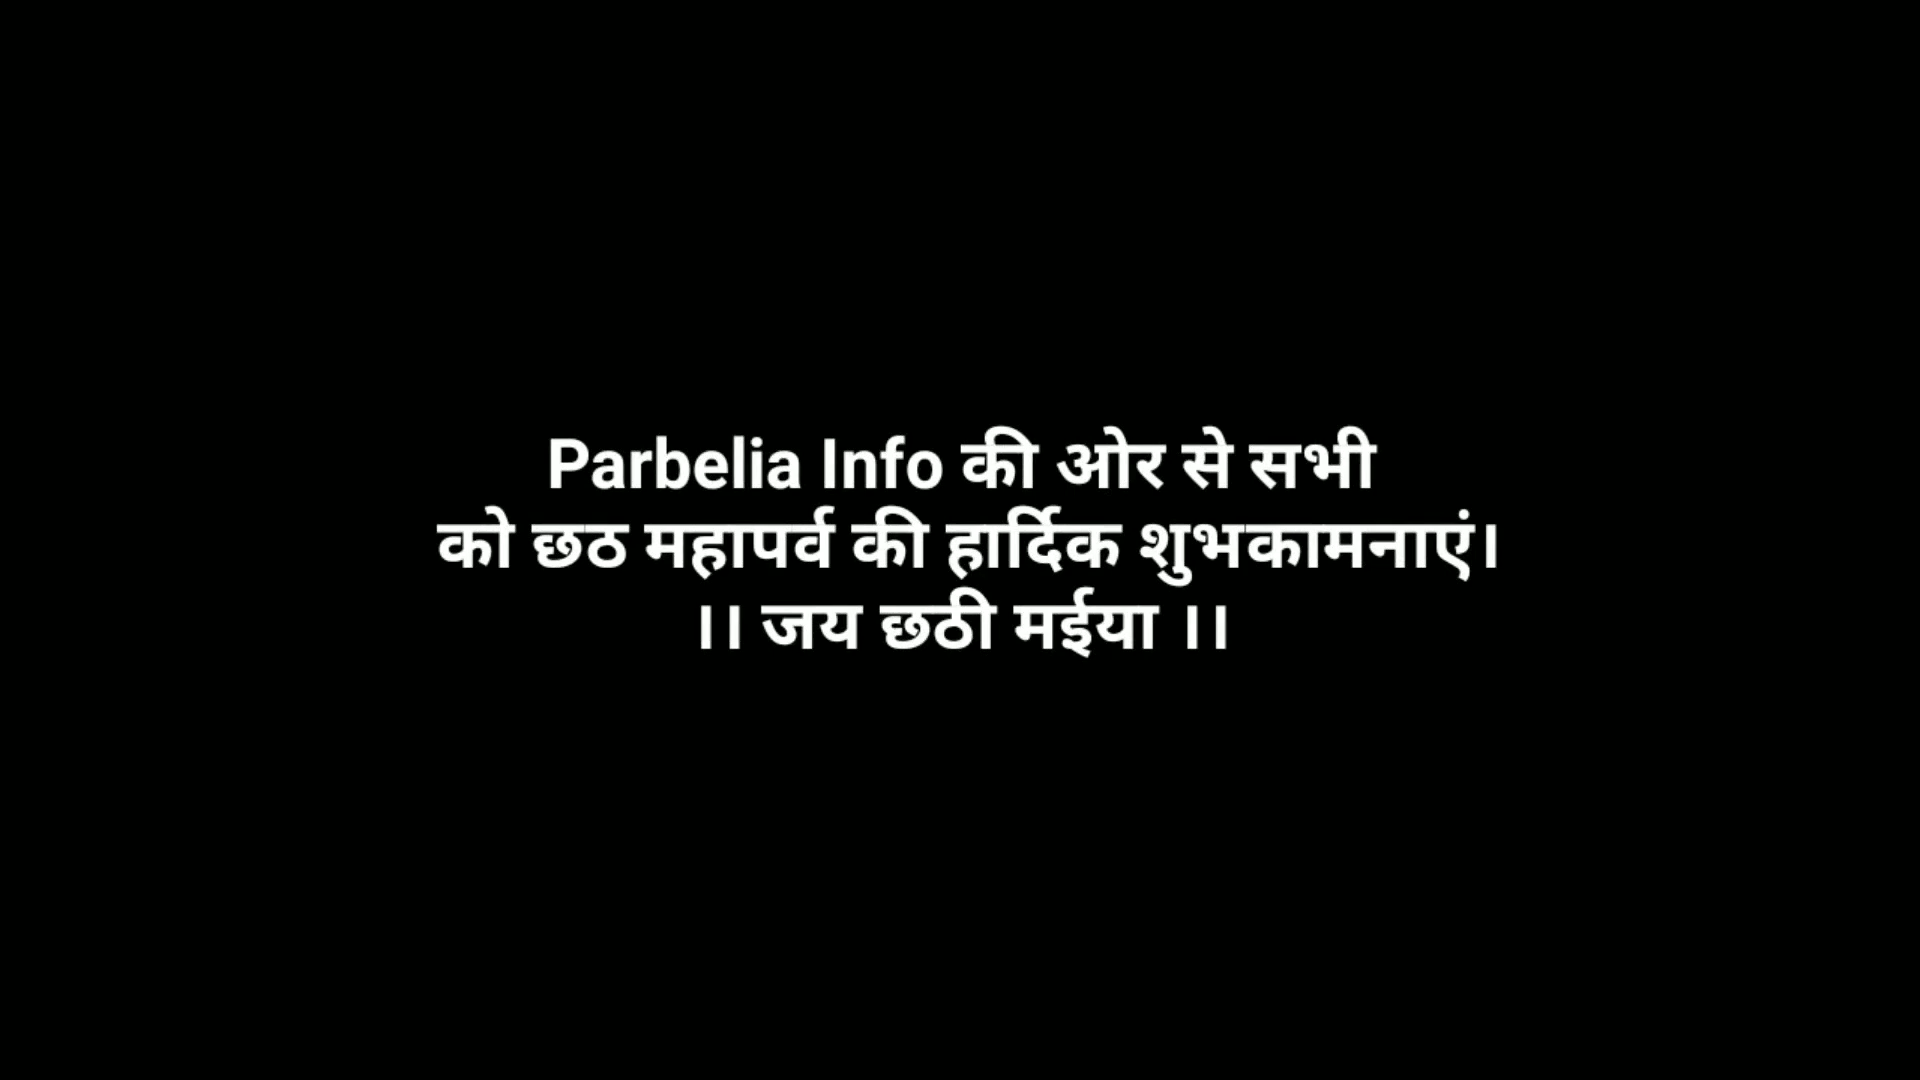 Parbelia Info की ओर से सभी
को छठ महापर्व की हार्दिक शुभकामनाएं।
।। जय छठी मईया ।।